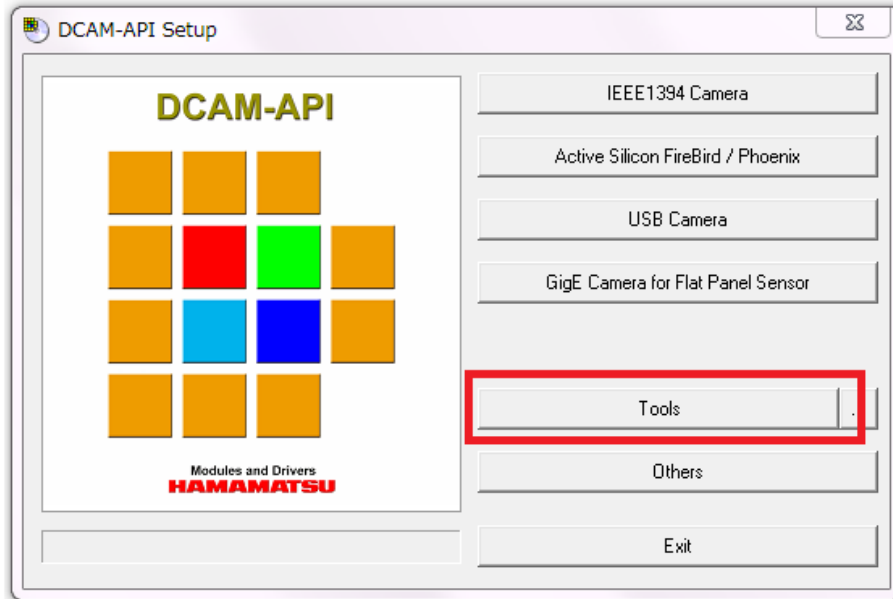 DCAM-API Setup
DCAM-API
Modules and Drivers
HAMAMATSU
IEEE1394 Camera
Active Silicon FireBird / Phoenix
USB Camera
GigE Camera for Flat Panel Sensor
Tools
Others
Exit